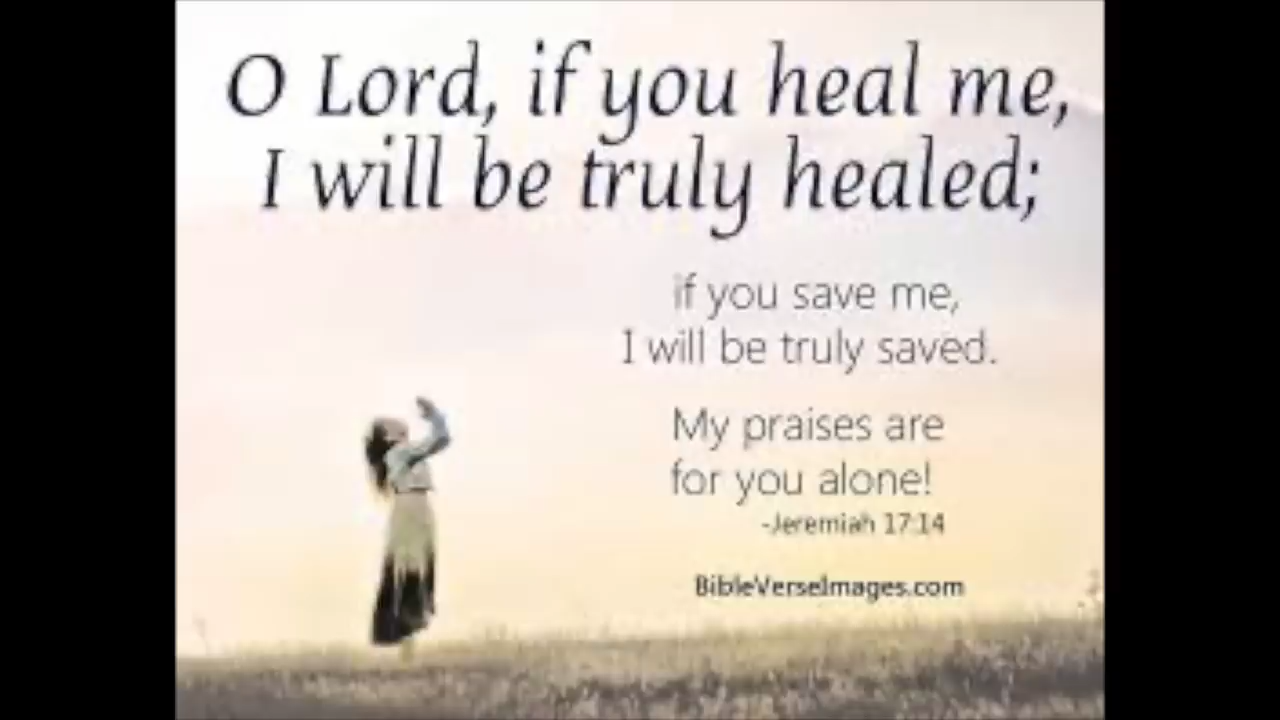 O Lord, if you heal me,
I will be truly healed;
if you save me,
I will be truly saved.
My praises are
for you alone!
-Jeremiah 17:14
BibleVerseImages.com